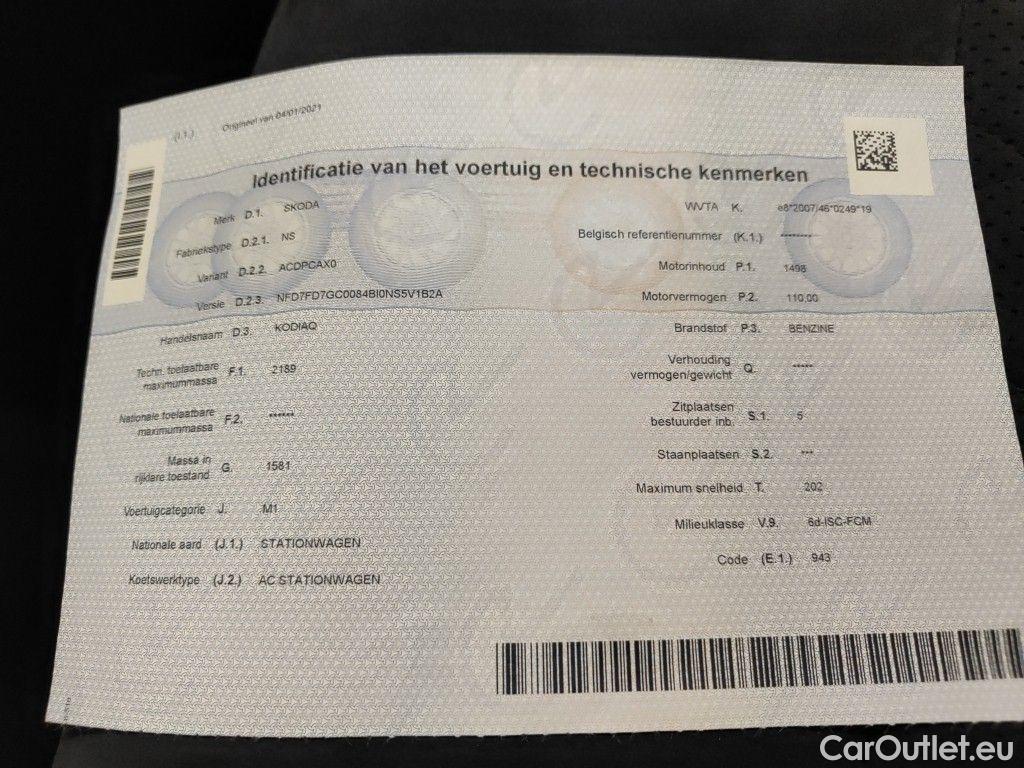 (I.1.) Origineel van 04/01/2021
Identificatie van het voertuig en technische kenmerken
Merk D.1. SKODA
Fabriekstype D.2.1. NS
Variant D.2.2. ACDPCAX0
Versie D.2.3. NFD7FD7GC0084BI0NS5V1B2A
Handelsnaam D.3. KODIAQ
Techn. toelaatbare
maximummassa F.1. 2189
Nationale toelaatbare
maximummassa F.2. ******
Massa in
rijklare toestand G. 1581
Voertuigcategorie J. M1
Nationale aard (J.1.) STATIONWAGEN
Koetswerktype (J.2.) AC STATIONWAGEN
WVTA K. e8*2007/46*0249*19
Belgisch referentienummer (K.1.) ********
Motorinhoud P.1. 1498
Motorvermogen P.2. 110.00
Brandstof P.3. BENZINE
Verhouding
vermogen/gewicht Q. *****
Zitplaatsen
bestuurder inb. S.1. 5
Staanplaatsen S.2. ***
Maximum snelheid T. 202
Milieuklasse V.9. 6d-ISC-FCM
Code (E.1.) 943
CarOutlet.eu